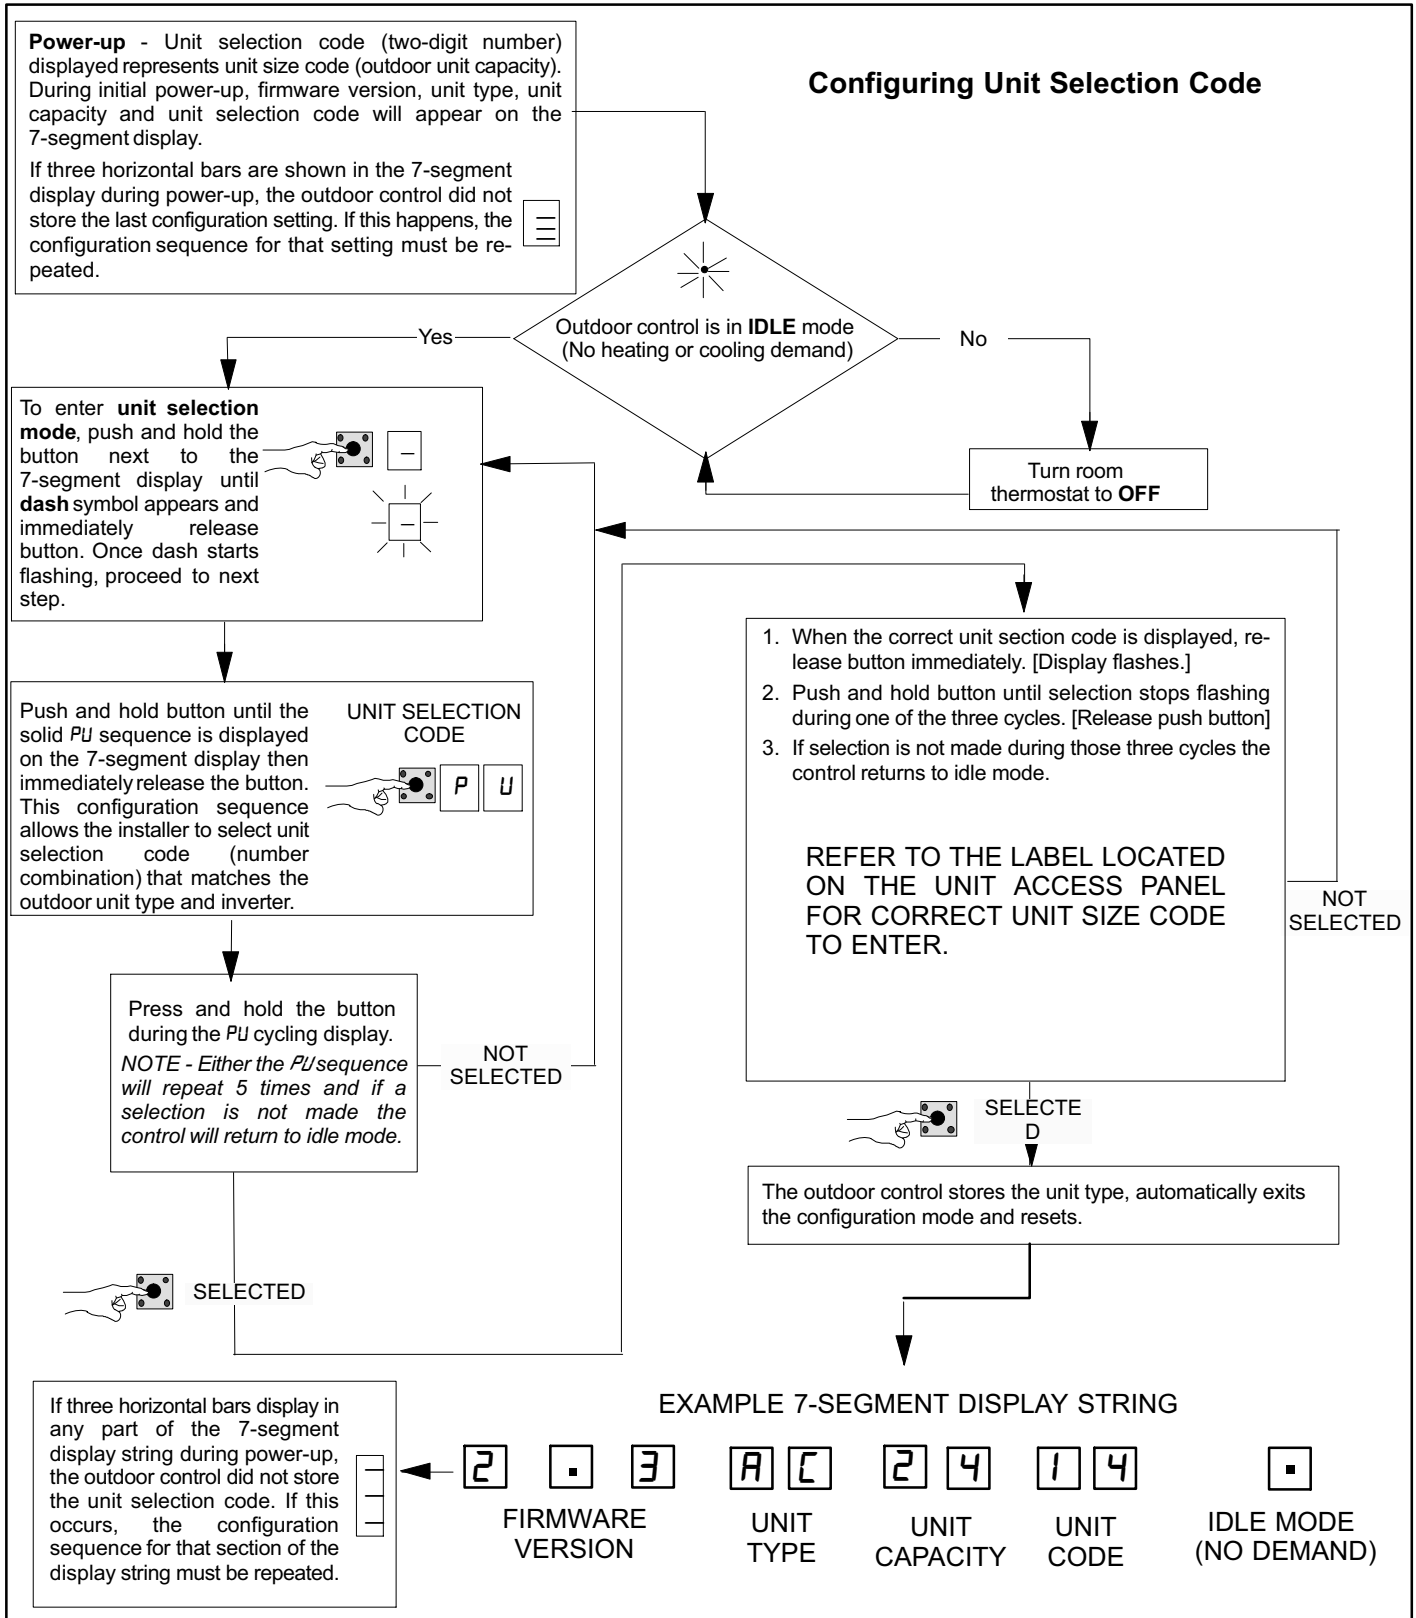 Configuring Unit Selection Code
Power-up - Unit selection code (two-digit number)
displayed represents unit size code (outdoor unit capacity).
During initial power-up, firmware version, unit type, unit
capacity and unit selection code will appear on the
7-segment display.
If three horizontal bars are shown in the 7-segment
display during power-up, the outdoor control did not
store the last configuration setting. If this happens, the
configuration sequence for that setting must be re-
peated.
Outdoor control is in IDLE mode
(No heating or cooling demand)
Yes
No
Turn room
thermostat to OFF
To enter unit selection
mode, push and hold the
button next to the
7-segment display until
dash symbol appears and
immediately release
button. Once dash starts
flashing, proceed to next
step.
Push and hold button until the
solid PU sequence is displayed
on the 7-segment display then
immediately release the button.
This configuration sequence
allows the installer to select unit
selection code (number
combination) that matches the
outdoor unit type and inverter.
UNIT SELECTION
CODE
P U
Press and hold the button
during the PU cycling display.
NOTE - Either the PU sequence
will repeat 5 times and if a
selection is not made the
control will return to idle mode.
NOT
SELECTED
SELECTED
1. When the correct unit section code is displayed, re-
lease button immediately. [Display flashes.]
2. Push and hold button until selection stops flashing
during one of the three cycles. [Release push button]
3. If selection is not made during those three cycles the
control returns to idle mode.
REFER TO THE LABEL LOCATED
ON THE UNIT ACCESS PANEL
FOR CORRECT UNIT SIZE CODE
TO ENTER.
NOT
SELECTED
SELECTE
D
The outdoor control stores the unit type, automatically exits
the configuration mode and resets.
EXAMPLE 7-SEGMENT DISPLAY STRING
2 . 3 A C 2 4 1 4 .
FIRMWARE
VERSION
UNIT
TYPE
UNIT
CAPACITY
UNIT
CODE
IDLE MODE
(NO DEMAND)
If three horizontal bars display in
any part of the 7-segment
display string during power-up,
the outdoor control did not store
the unit selection code. If this
occurs, the configuration
sequence for that section of the
display string must be repeated.